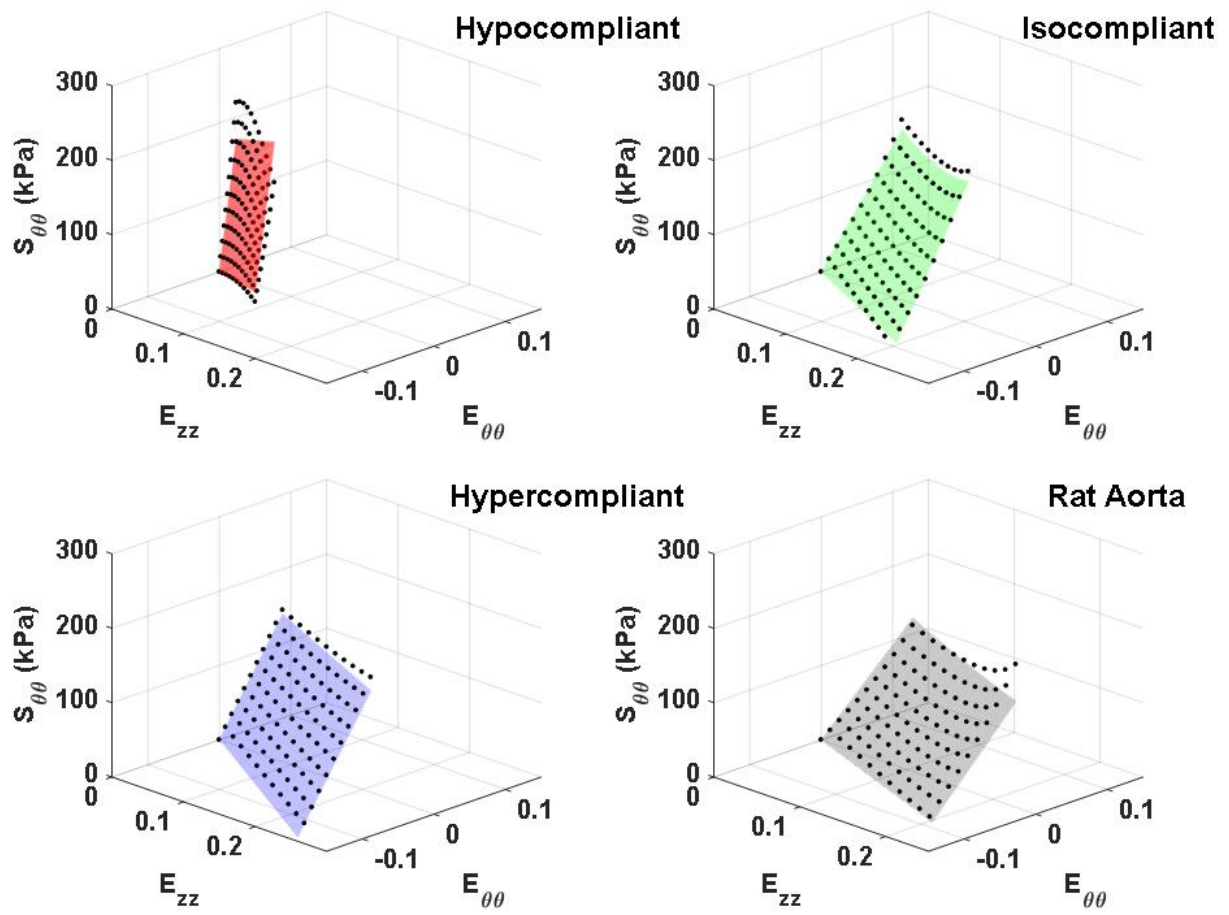 Hypocompliant
300
200
100
0
S_θθ (kPa)
0
0.1
0.2
E_zz
-0.1
0
0.1
E_θθ
Isocompliant
300
200
100
0
S_θθ (kPa)
0
0.1
0.2
E_zz
-0.1
0
0.1
E_θθ
Hypercompliant
300
200
100
0
S_θθ (kPa)
0
0.1
0.2
E_zz
-0.1
0
0.1
E_θθ
Rat Aorta
300
200
100
0
S_θθ (kPa)
0
0.1
0.2
E_zz
-0.1
0
0.1
E_θθ